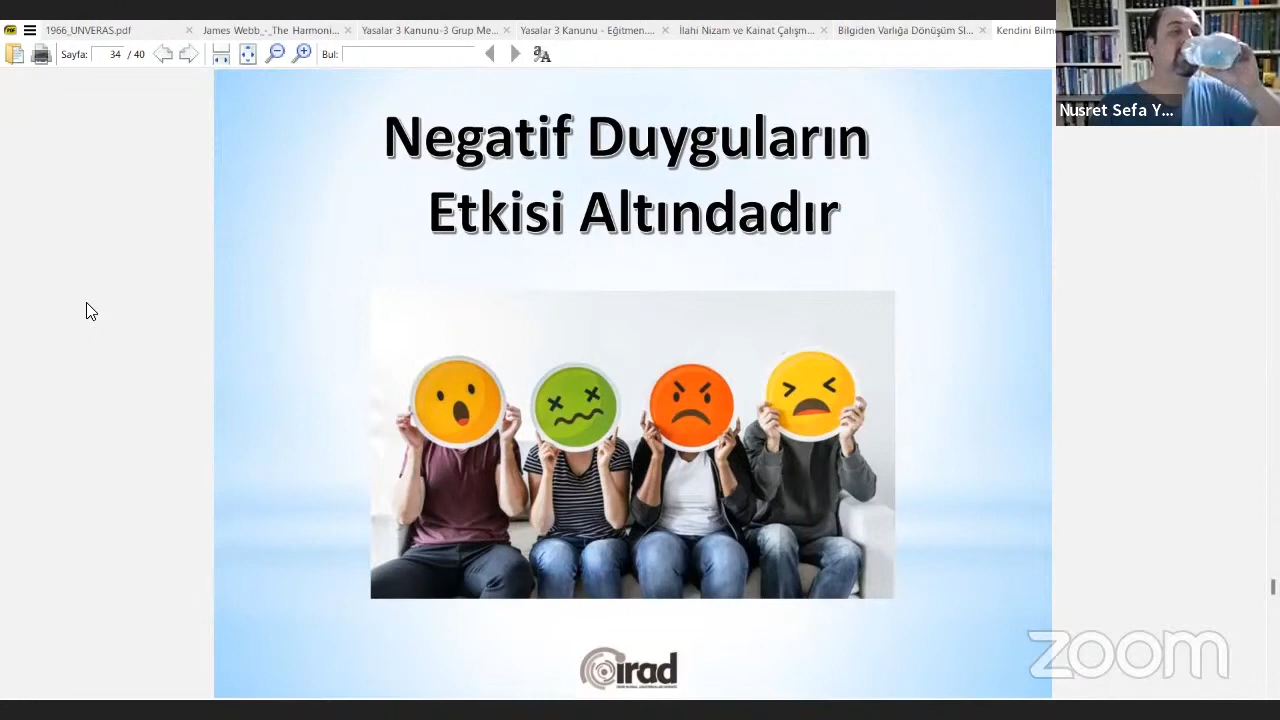 1966_UNVERAS.pdf
James Webb_-_The Harmoni...
Yasalar 3 Kanunu-3 Grup Me...
Yasalar 3 Kanunu - Eğitmen....
İlahi Nizam ve Kainat Çalışm...
Bilgiden Varlığa Dönüşüm Sl...
Kendini Bilme
Sayfa: 34 / 40
Bul:
Nusret Sefa Y...
Negatif Duyguların
Etkisi Altındadır
irad
zoom